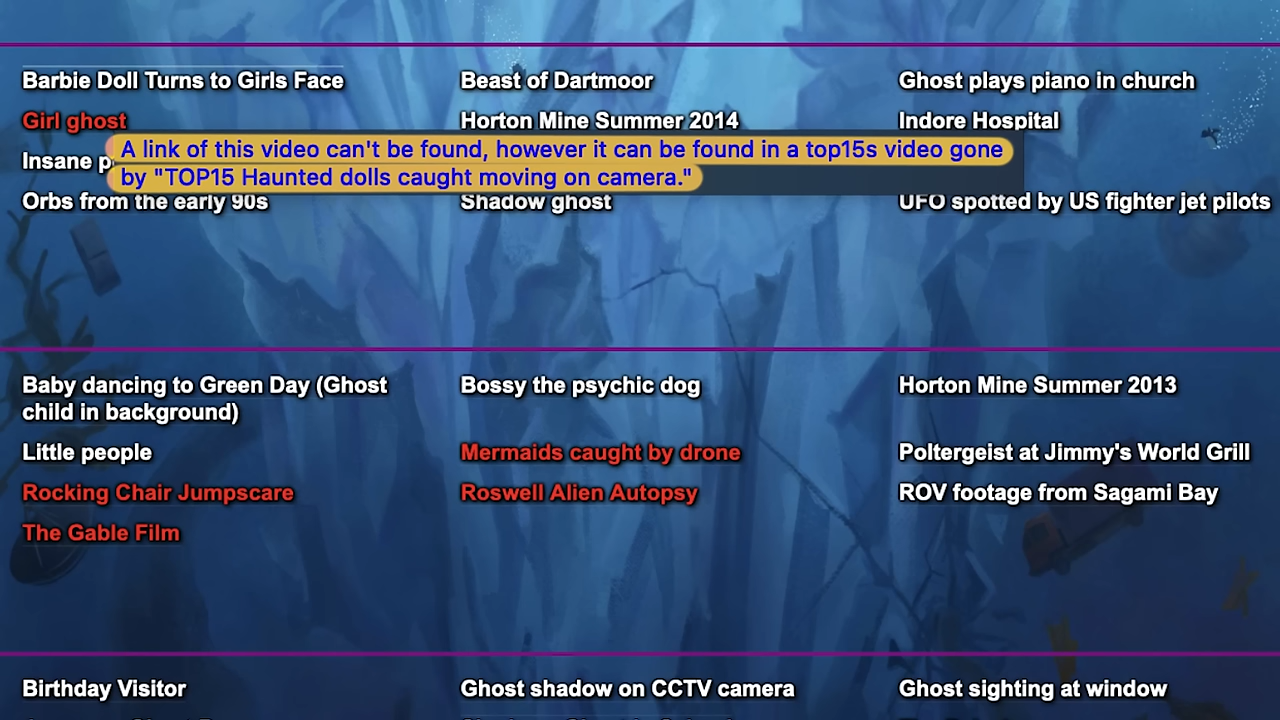 Barbie Doll Turns to Girls Face
Beast of Dartmoor
Ghost plays piano in church
Girl ghost
Horton Mine Summer 2014
Indore Hospital
A link of this video can't be found, however it can be found in a top15s video gone
by "TOP15 Haunted dolls caught moving on camera."
Insane
Orbs from the early 90s
Shadow ghost
UFO spotted by US fighter jet pilots
Baby dancing to Green Day (Ghost
child in background)
Bossy the psychic dog
Horton Mine Summer 2013
Little people
Mermaids caught by drone
Poltergeist at Jimmy's World Grill
Rocking Chair Jumpscare
Roswell Alien Autopsy
ROV footage from Sagami Bay
The Gable Film
Birthday Visitor
Ghost shadow on CCTV camera
Ghost sighting at window